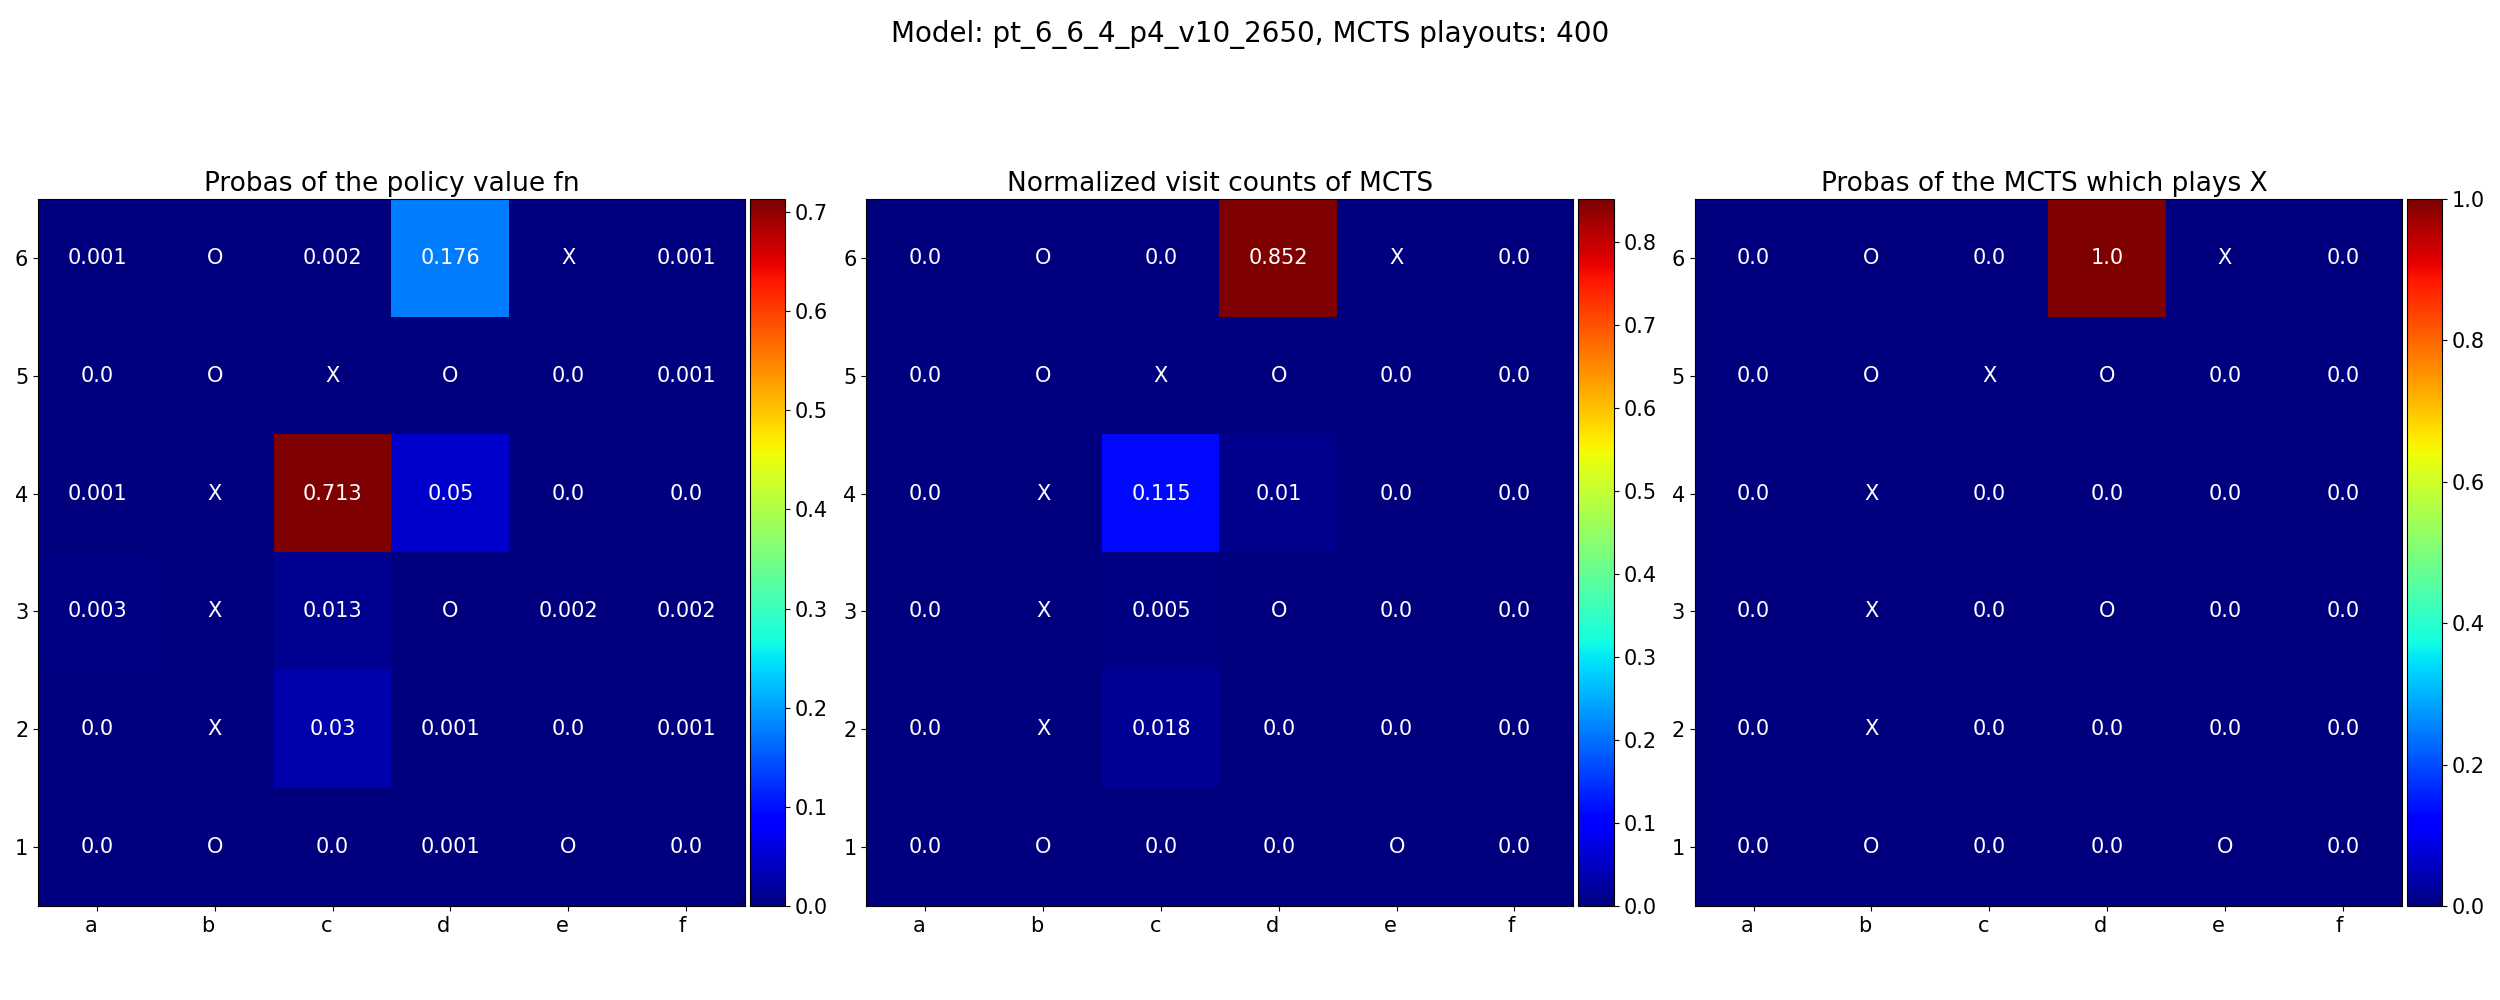 Model: pt_6_6_4_p4_v10_2650, MCTS playouts: 400
Probas of the policy value fn
6 0.001 O 0.002 0.176 X 0.001
5 0.0 O X O 0.0 0.001
4 0.001 X 0.713 0.05 0.0 0.0
3 0.003 X 0.013 O 0.002 0.002
2 0.0 X 0.03 0.001 0.0 0.001
1 0.0 O 0.0 0.001 O 0.0
a b c d e f
0.7
0.6
0.5
0.4
0.3
0.2
0.1
0.0
Normalized visit counts of MCTS
6 0.0 O 0.0 0.852 X 0.0
5 0.0 O X O 0.0 0.0
4 0.0 X 0.115 0.01 0.0 0.0
3 0.0 X 0.005 O 0.0 0.0
2 0.0 X 0.018 0.0 0.0 0.0
1 0.0 O 0.0 0.0 O 0.0
a b c d e f
0.8
0.7
0.6
0.5
0.4
0.3
0.2
0.1
0.0
Probas of the MCTS which plays X
6 0.0 O 0.0 1.0 X 0.0
5 0.0 O X O 0.0 0.0
4 0.0 X 0.0 0.0 0.0 0.0
3 0.0 X 0.0 O 0.0 0.0
2 0.0 X 0.0 0.0 0.0 0.0
1 0.0 O 0.0 0.0 O 0.0
a b c d e f
1.0
0.8
0.6
0.4
0.2
0.0